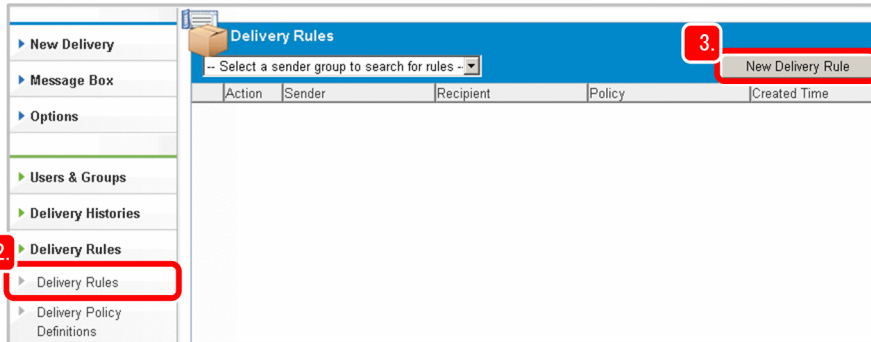 New Delivery
Message Box
Options
Users & Groups
Delivery Histories
Delivery Rules
2.
Delivery Rules
Delivery Policy
Definitions
Delivery Rules
3.
-- Select a sender group to search for rules --
New Delivery Rule
Action Sender Recipient Policy Created Time